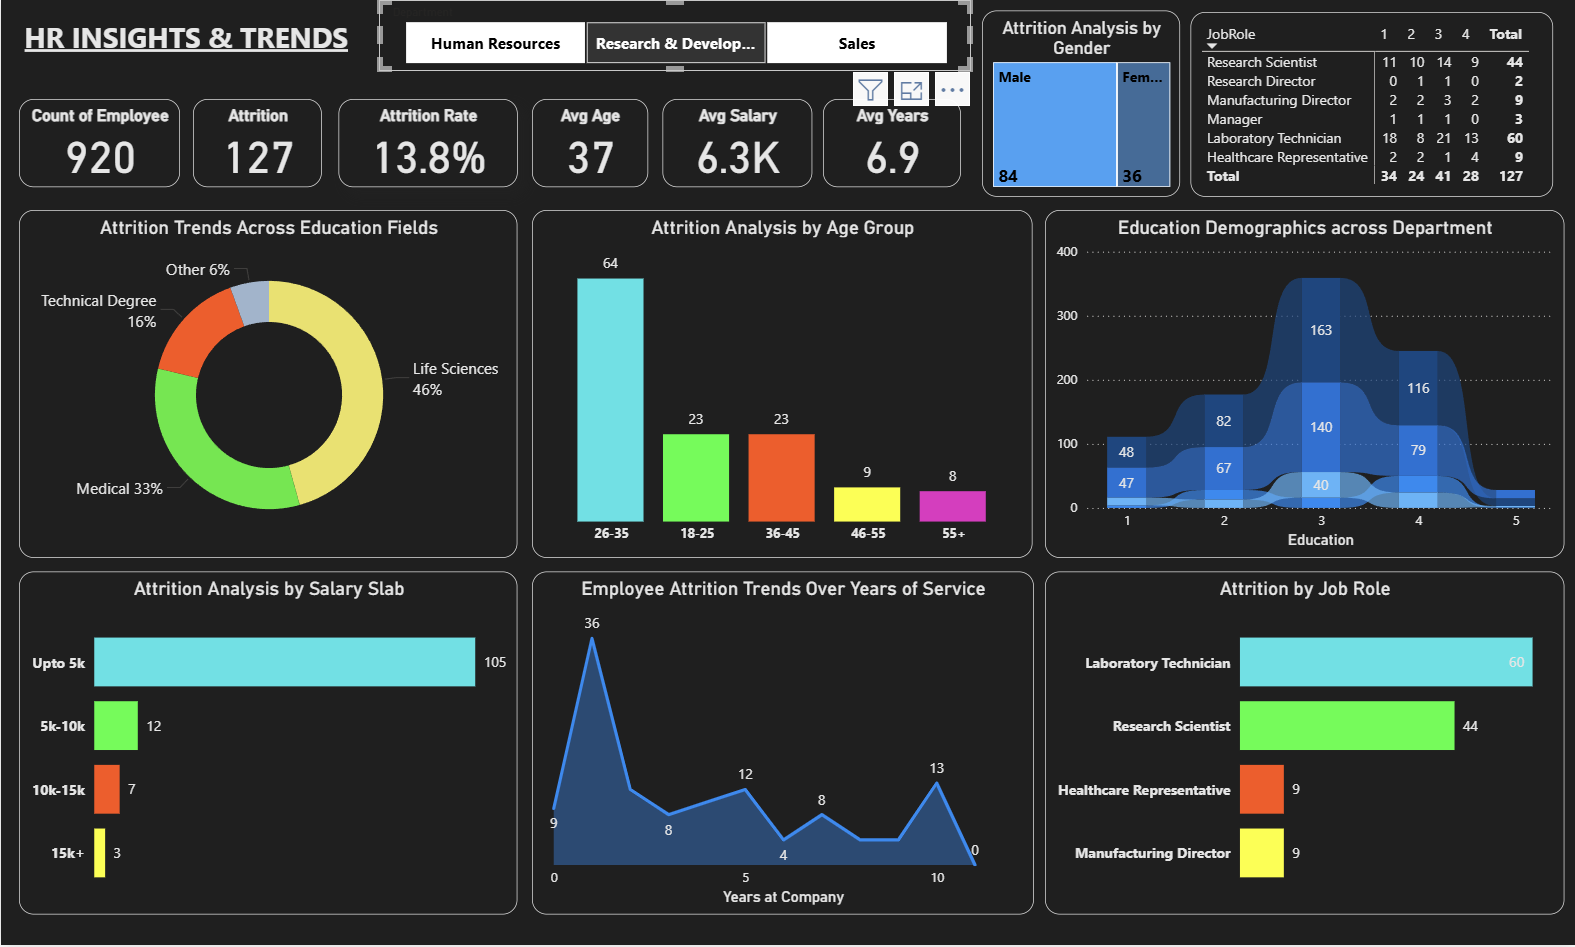 HR INSIGHTS & TRENDS
Human Resources
Research & Develop...
Sales
Count of Employee
920
Attrition
127
Attrition Rate
13.8%
Avg Age
37
Avg Salary
6.3K
Avg Years
6.9
Attrition Analysis by
Gender
Male
Fem...
84
36
JobRole 1 2 3 4 Total
Research Scientist 11 10 14 9 44
Research Director 0 1 1 0 2
Manufacturing Director 2 2 3 2 9
Manager 1 1 1 0 3
Laboratory Technician 18 8 21 13 60
Healthcare Representative 2 2 1 4 9
Total 34 24 41 28 127
Attrition Trends Across Education Fields
Other 6%
Technical Degree
16%
Life Sciences
46%
Medical 33%
Attrition Analysis by Age Group
64
23
23
9
8
26-35
18-25
36-45
46-55
55+
Education Demographics across Department
400
300
200
100
0
48
47
82
67
163
140
40
116
79
1
2
3
4
5
Education
Attrition Analysis by Salary Slab
Upto 5k 105
5k-10k 12
10k-15k 7
15k+ 3
Employee Attrition Trends Over Years of Service
36
9
8
12
4
8
13
0
0
5
10
Years at Company
Attrition by Job Role
Laboratory Technician 60
Research Scientist 44
Healthcare Representative 9
Manufacturing Director 9